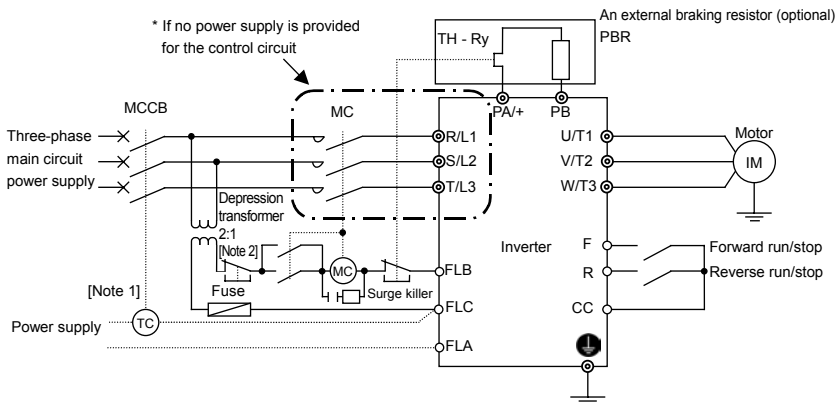 An external braking resistor (optional)
* If no power supply is provided
for the control circuit
TH - Ry
PBR
MCCB
MC
PA/+
PB
Three-phase
main circuit
power supply
R/L1
S/L2
T/L3
U/T1
V/T2
W/T3
Motor
IM
Depression
transformer
2:1
[Note 2]
Inverter
F
Forward run/stop
R
Reverse run/stop
MC
FLB
[Note 1]
Fuse
Surge killer
FLC
CC
Power supply
TC
FLA